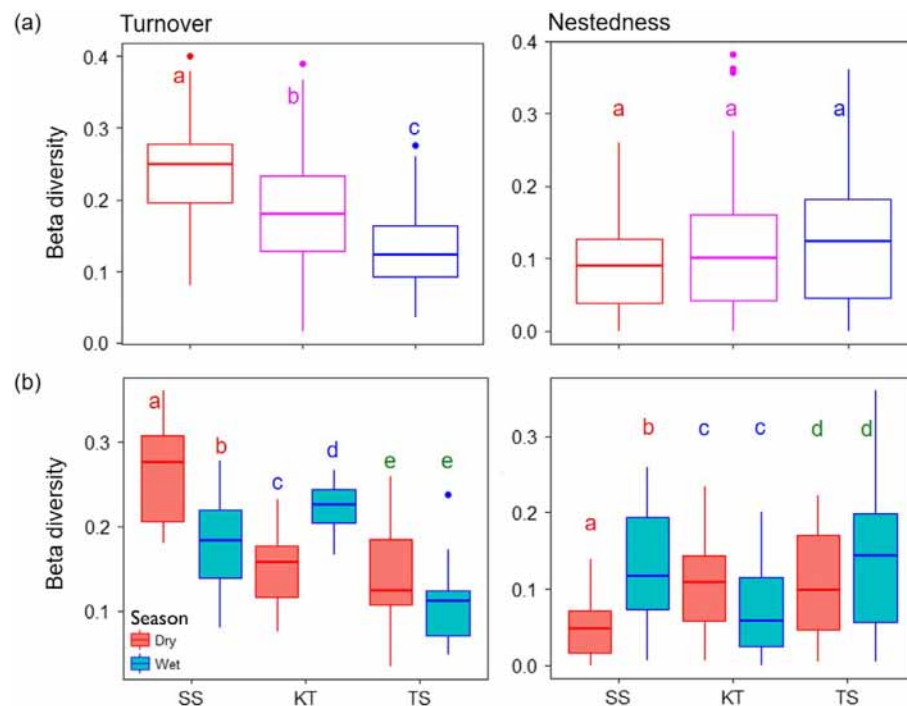 (a) Turnover Nestedness
Beta diversity
0.4
0.3
0.2
0.1
0.0
a b c
0.4
0.3
0.2
0.1
0.0
a a a
(b)
Beta diversity
0.3
0.2
0.1
a b c d e e
Season
Dry
Wet
SS KT TS
0.3
0.2
0.1
0.0
a b c c d d
SS KT TS